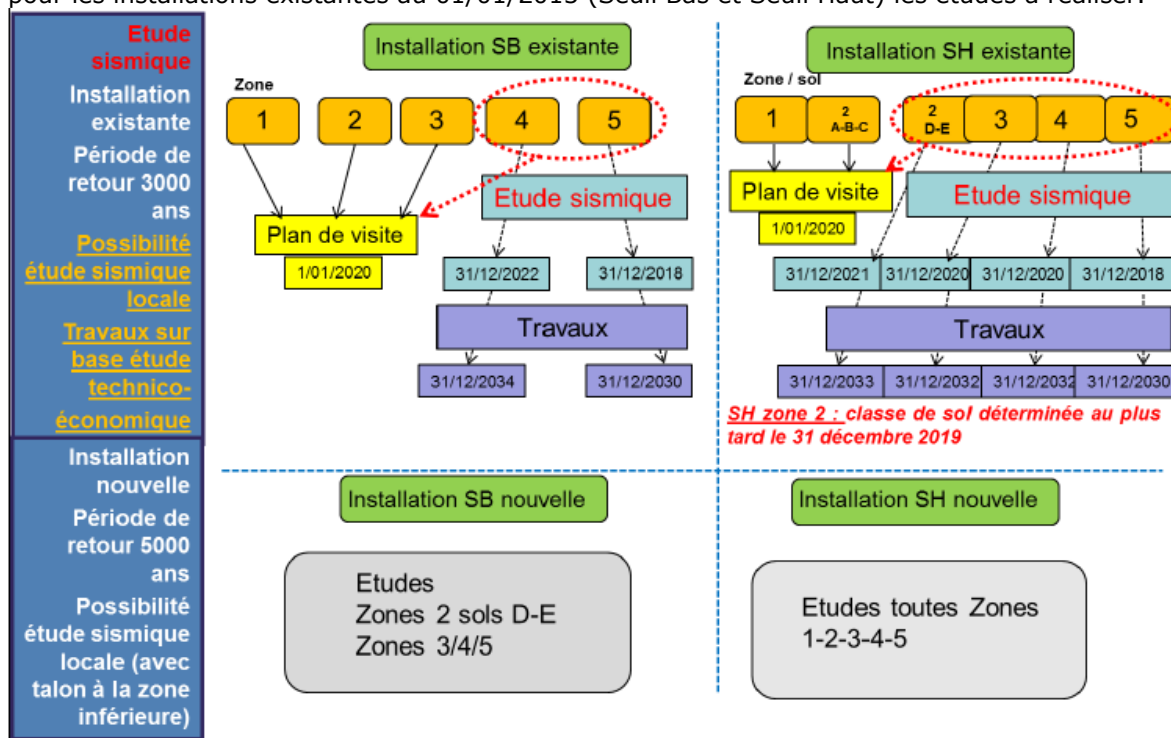 pour les installations existantes au 01/01/2015 (Seuil Bas et Seuil Haut) les études à réaliser.
Etude
sismique
Installation
existante
Période de
retour 3000
ans
Possibilité
étude sismique
locale
Travaux sur
base étude
technico-
économique
Installation SB existante
Zone
1
2
3
4
5
Etude sismique
Plan de visite
1/01/2020
31/12/2022
31/12/2018
Travaux
31/12/2034
31/12/2030
Installation SH existante
Zone / sol
1
2
A-B-C
2
D-E
3
4
5
Plan de visite
1/01/2020
Etude sismique
31/12/2021
31/12/2020
31/12/2020
31/12/2018
Travaux
31/12/2033
31/12/2032
31/12/2032
31/12/2030
SH zone 2 : classe de sol déterminée au plus
tard le 31 décembre 2019
Installation
nouvelle
Période de
retour 5000
ans
Possibilité
étude sismique
locale (avec
talon à la zone
inférieure)
Installation SB nouvelle
Etudes
Zones 2 sols D-E
Zones 3/4/5
Installation SH nouvelle
Etudes toutes Zones
1-2-3-4-5